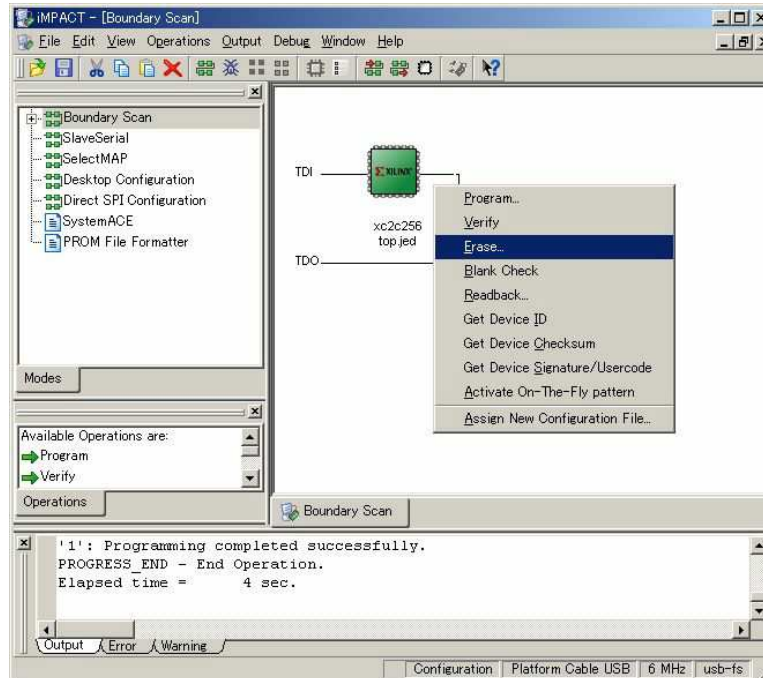 iMPACT - [Boundary Scan]
File Edit View Operations Output Debug Window Help
Boundary Scan
SlaveSerial
SelectMAP
Desktop Configuration
Direct SPI Configuration
SystemACE
PROM File Formatter
Modes
Available Operations are:
Program
Verify
Operations
TDI
XILINX
xc2c256
top.jed
TDO
Program...
Verify
Erase...
Blank Check
Readback...
Get Device ID
Get Device Checksum
Get Device Signature/Usercode
Activate On-The-Fly pattern
Assign New Configuration File...
Boundary Scan
'1': Programming completed successfully.
PROGRESS_END - End Operation.
Elapsed time =      4 sec.
Output Error Warning
Configuration Platform Cable USB 6 MHz usb-fs